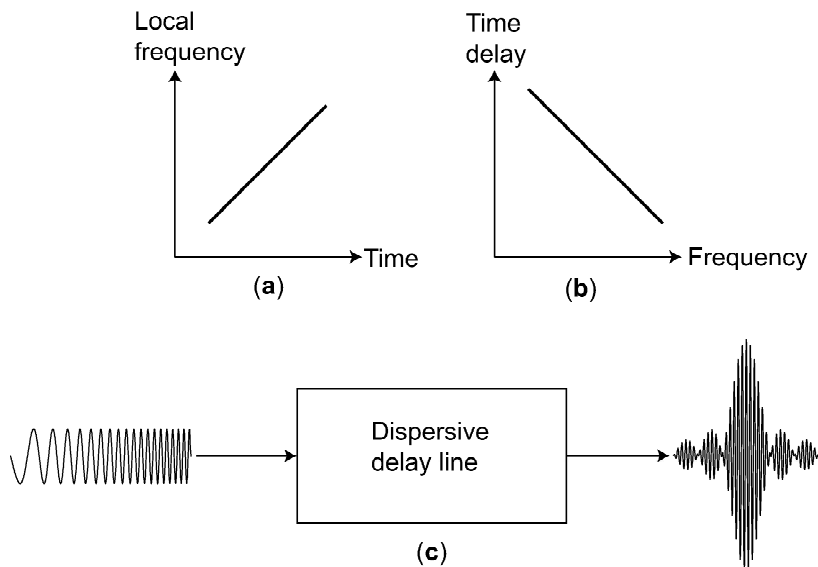 Local
frequency
Time
(a)
Time
delay
Frequency
(b)
Dispersive
delay line
(c)